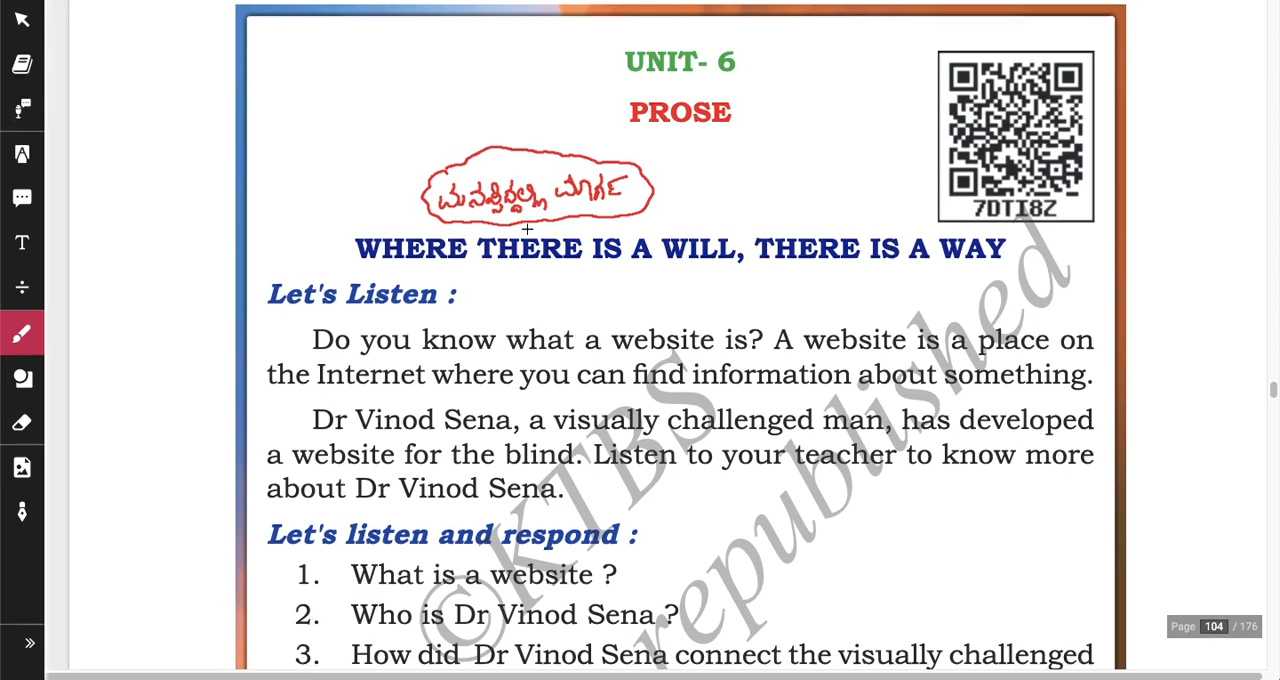 UNIT- 6
PROSE
7DTI8Z
ಮನಸ್ಸಿದ್ದಲ್ಲಿ ಮಾರ್ಗ
WHERE THERE IS A WILL, THERE IS A WAY
Let's Listen :
Do you know what a website is? A website is a place on
the Internet where you can find information about something.
Dr Vinod Sena, a visually challenged man, has developed
a website for the blind. Listen to your teacher to know more
about Dr Vinod Sena.
Let's listen and respond :
1. What is a website ?
2. Who is Dr Vinod Sena ?
3. How did Dr Vinod Sena connect the visually challenged
©KTBS
republished
Page 104 / 176